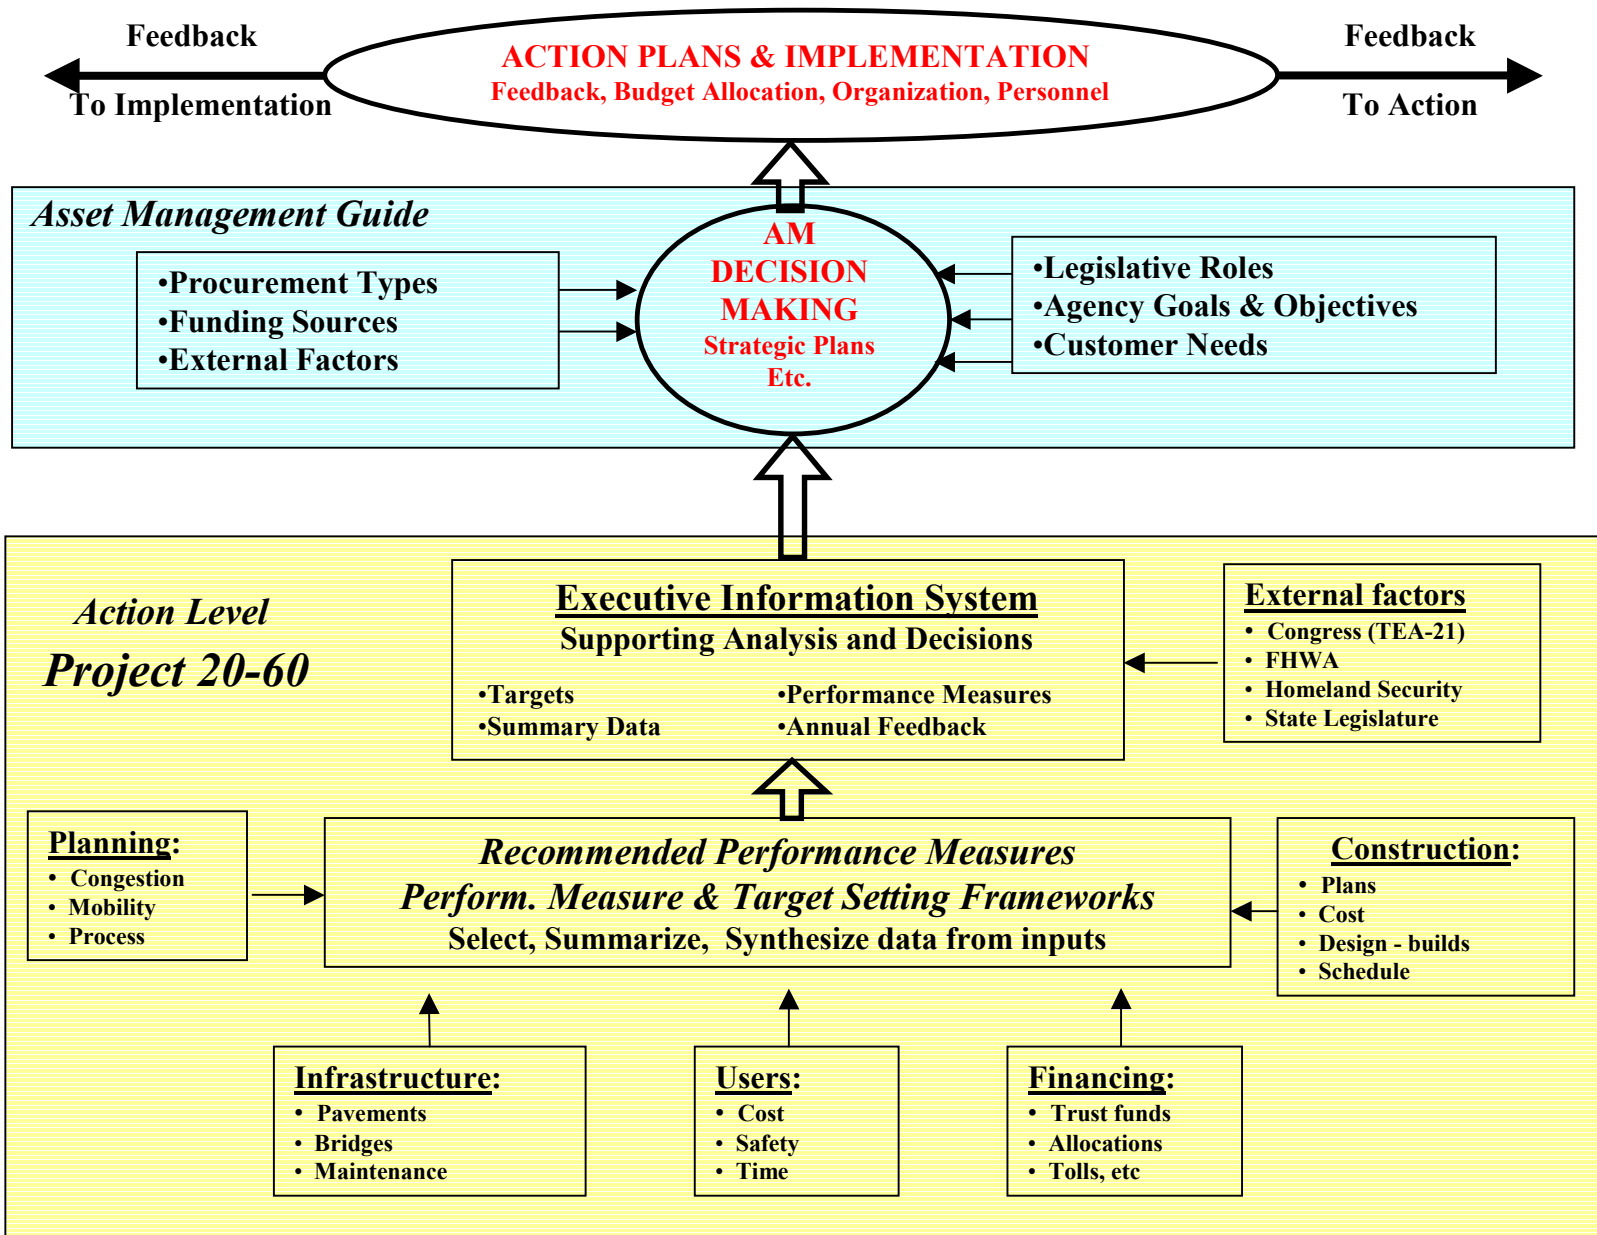 Feedback
To Implementation
ACTION PLANS & IMPLEMENTATION
Feedback, Budget Allocation, Organization, Personnel
Feedback
To Action
Asset Management Guide
•Procurement Types
•Funding Sources
•External Factors
AM
DECISION
MAKING
Strategic Plans
Etc.
•Legislative Roles
•Agency Goals & Objectives
•Customer Needs
Action Level
Project 20-60
Executive Information System
Supporting Analysis and Decisions
•Targets
•Summary Data
•Performance Measures
•Annual Feedback
External factors
• Congress (TEA-21)
• FHWA
• Homeland Security
• State Legislature
Planning:
• Congestion
• Mobility
• Process
Recommended Performance Measures
Perform. Measure & Target Setting Frameworks
Select, Summarize, Synthesize data from inputs
Construction:
• Plans
• Cost
• Design - builds
• Schedule
Infrastructure:
• Pavements
• Bridges
• Maintenance
Users:
• Cost
• Safety
• Time
Financing:
• Trust funds
• Allocations
• Tolls, etc